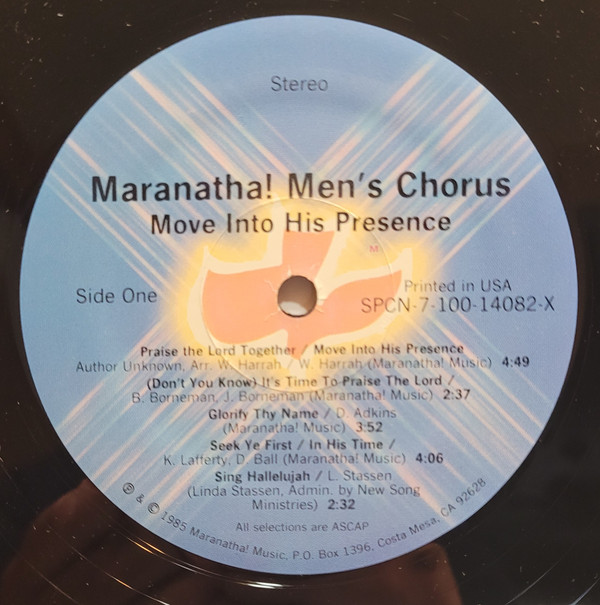 Stereo
Maranatha! Men's Chorus
Move Into His Presence
M
Side One
Printed in USA
SPCN-7-100-14082-X
Praise the Lord Together / Move Into His Presence
Author Unknown, Arr. W. Harrah / W. Harrah (Maranatha! Music) 4:49
(Don't You Know) It's Time To Praise The Lord /
B. Borneman, J. Borneman (Maranatha! Music) 2:37
Glorify Thy Name / D. Adkins
(Maranatha! Music) 3:52
Seek Ye First / In His Time /
K. Lafferty, D. Ball (Maranatha! Music) 4:06
Sing Hallelujah / L. Stassen
(Linda Stassen, Admin. by New Song
Ministries) 2:32
All selections are ASCAP
℗ & © 1985 Maranatha! Music, P.O. Box 1396, Costa Mesa, CA 92628